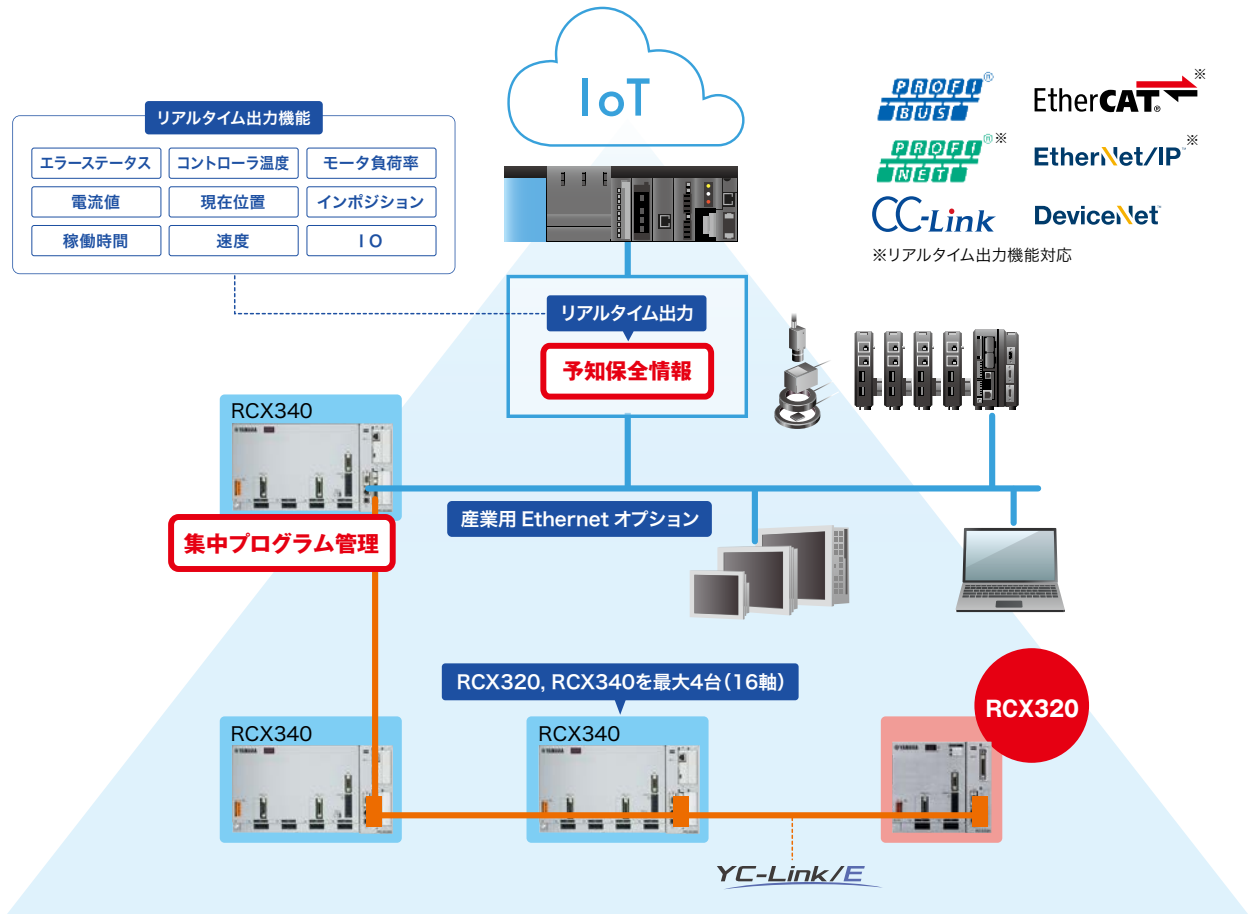 IoT
リアルタイム出力機能
エラーステータス
コントローラ温度
モータ負荷率
電流値
現在位置
インポジション
稼働時間
速度
IO
PROFI®
BUS
EtherCAT®※
PROFI®※
NET
EtherNet/IP™※
CC-Link
DeviceNet™
※リアルタイム出力機能対応
リアルタイム出力
予知保全情報
RCX340
YAMAHA
集中プログラム管理
産業用 Ethernet オプション
RCX320, RCX340を最大4台（16軸）
RCX320
RCX340
YAMAHA
RCX340
YAMAHA
YAMAHA
YC-Link/E